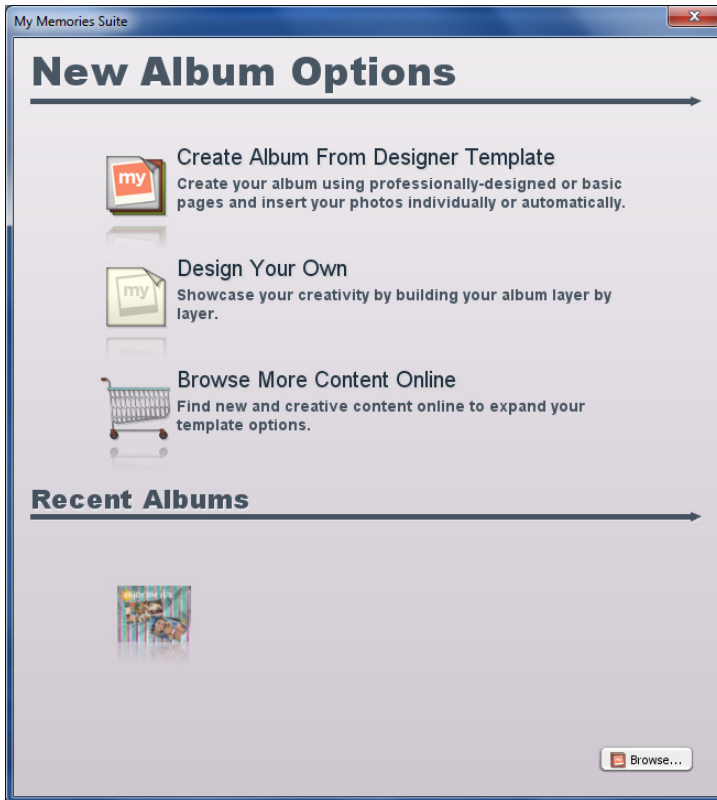 My Memories Suite
New Album Options
my
Create Album From Designer Template
Create your album using professionally-designed or basic
pages and insert your photos individually or automatically.
my
Design Your Own
Showcase your creativity by building your album layer by
layer.
Browse More Content Online
Find new and creative content online to expand your
template options.
Recent Albums
Browse...